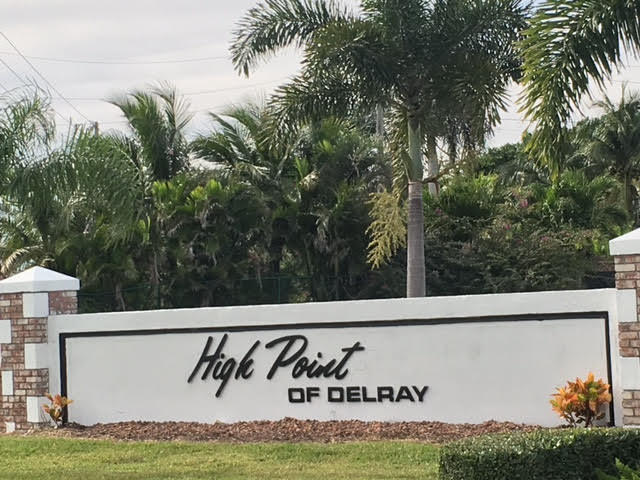 High Point
OF DELRAY